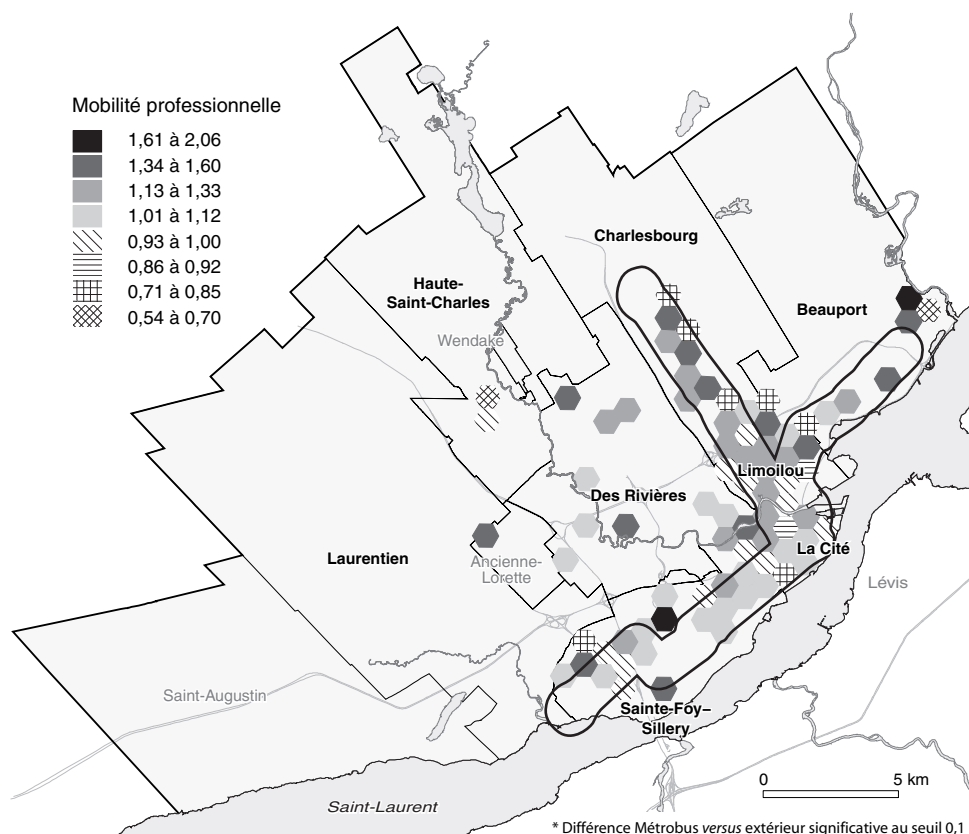 Mobilité professionnelle
1,61 à 2,06
1,34 à 1,60
1,13 à 1,33
1,01 à 1,12
0,93 à 1,00
0,86 à 0,92
0,71 à 0,85
0,54 à 0,70
Charlesbourg
Haute-
Saint-Charles
Beauport
Wendake
Limoilou
Des Rivières
La Cité
Laurentien
Ancienne-
Lorette
Lévis
Saint-Augustin
Sainte-Foy–
Sillery
0 5 km
Saint-Laurent
* Différence Métrobus versus extérieur significative au seuil 0,1